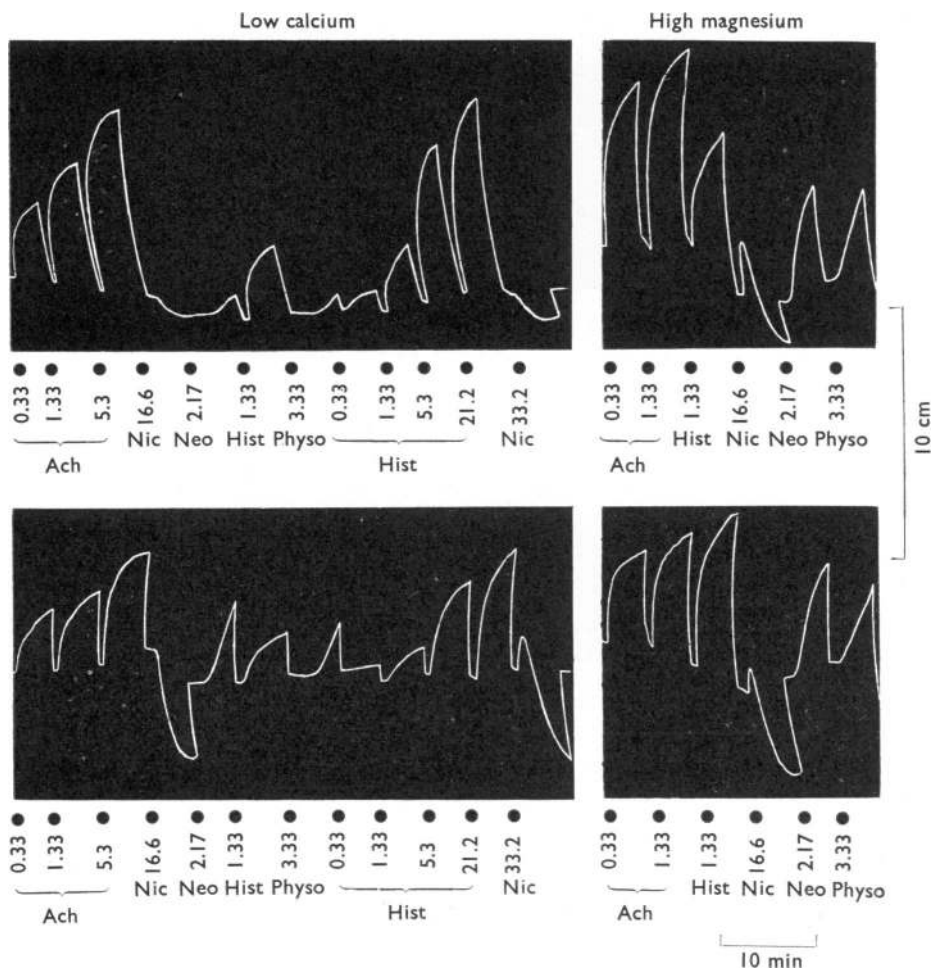 Low calcium
High magnesium
0.33 1.33 5.3 16.6 2.17 1.33 3.33 0.33 1.33 5.3 21.2 33.2
Nic Neo Hist Physo Nic
Ach Hist
0.33 1.33 1.33 16.6 2.17 3.33
Hist Nic Neo Physo
Ach
10 cm
0.33 1.33 5.3 16.6 2.17 1.33 3.33 0.33 1.33 5.3 21.2 33.2
Nic Neo Hist Physo Nic
Ach Hist
0.33 1.33 1.33 16.6 2.17 3.33
Hist Nic Neo Physo
Ach
10 min